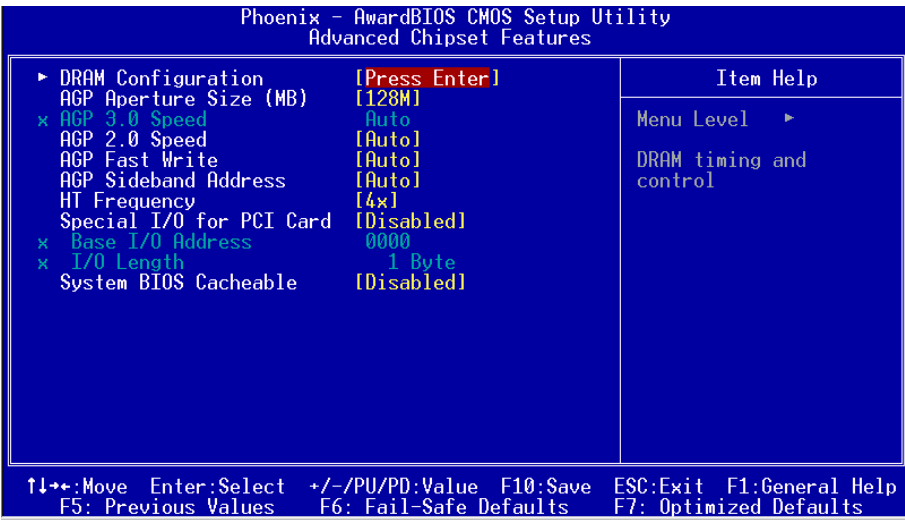 Phoenix - AwardBIOS CMOS Setup Utility
Advanced Chipset Features
► DRAM Configuration [Press Enter]
AGP Aperture Size (MB) [128M]
x AGP 3.0 Speed Auto
AGP 2.0 Speed [Auto]
AGP Fast Write [Auto]
AGP Sideband Address [Auto]
HT Frequency [4x]
Special I/O for PCI Card [Disabled]
x Base I/O Address 0000
x I/O Length 1 Byte
System BIOS Cacheable [Disabled]
Item Help
Menu Level ►
DRAM timing and
control
↑↓→←:Move Enter:Select +/-/PU/PD:Value F10:Save ESC:Exit F1:General Help
F5: Previous Values F6: Fail-Safe Defaults F7: Optimized Defaults